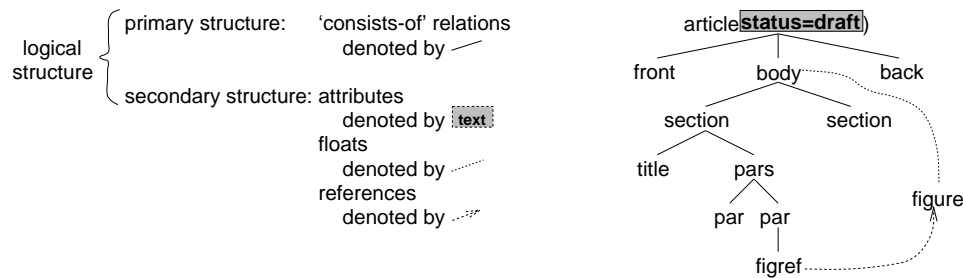 logical
structure
primary structure: 'consists-of' relations
denoted by
secondary structure: attributes
denoted by text
floats
denoted by
references
denoted by
article status=draft)
front body back
section section
title pars
figure
par par
figref